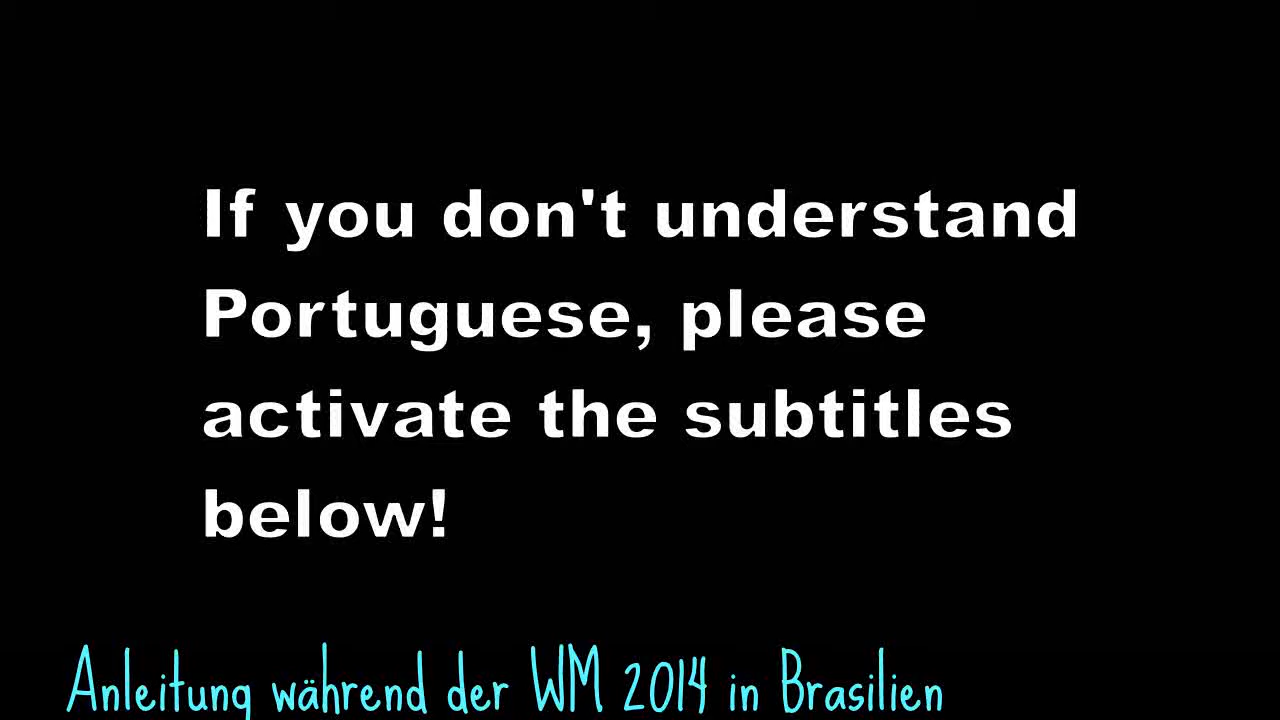 If you don't understand
Portuguese, please
activate the subtitles
below!
Anleitung während der WM 2014 in Brasilien